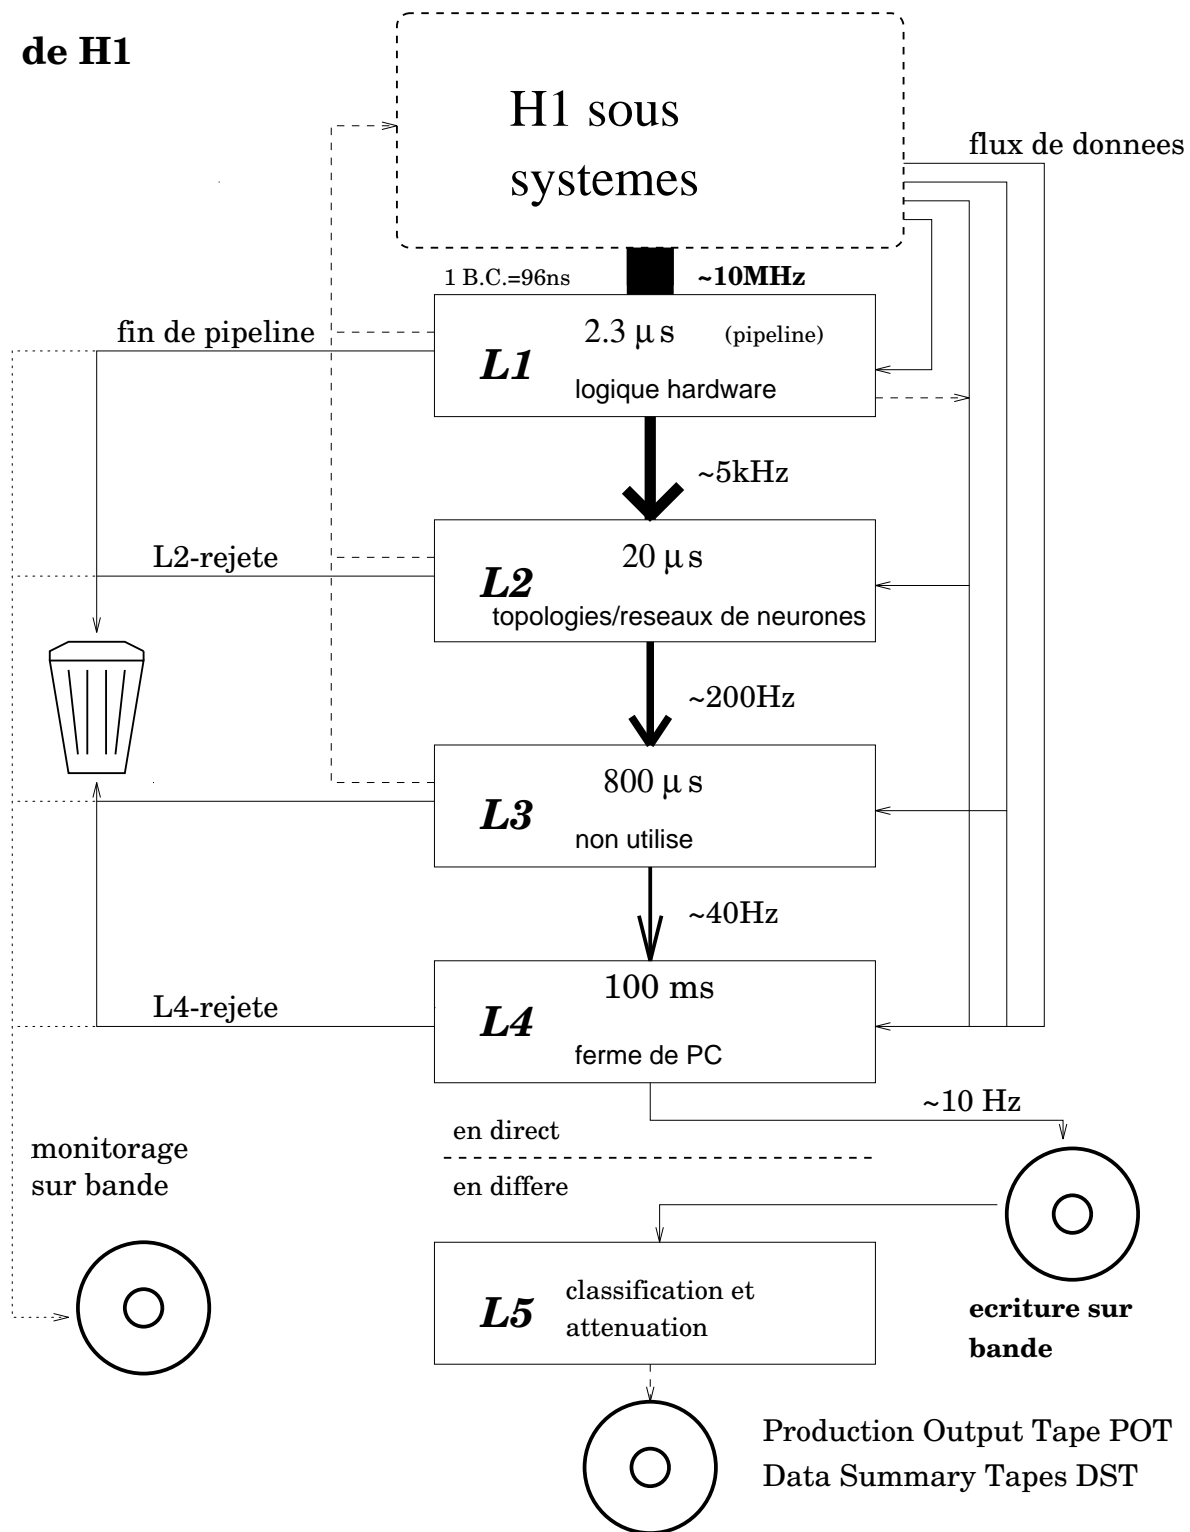 de H1
H1 sous
systemes
flux de donnees
1 B.C.=96ns
~10MHz
fin de pipeline
2.3 µ s
(pipeline)
L1
logique hardware
~5kHz
L2-rejete
20 µ s
L2
topologies/reseaux de neurones
~200Hz
800 µ s
L3
non utilise
~40Hz
100 ms
L4-rejete
L4
ferme de PC
~10 Hz
en direct
monitorage
sur bande
en differe
classification et
L5
attenuation
ecriture sur
bande
Production Output Tape POT
Data Summary Tapes DST